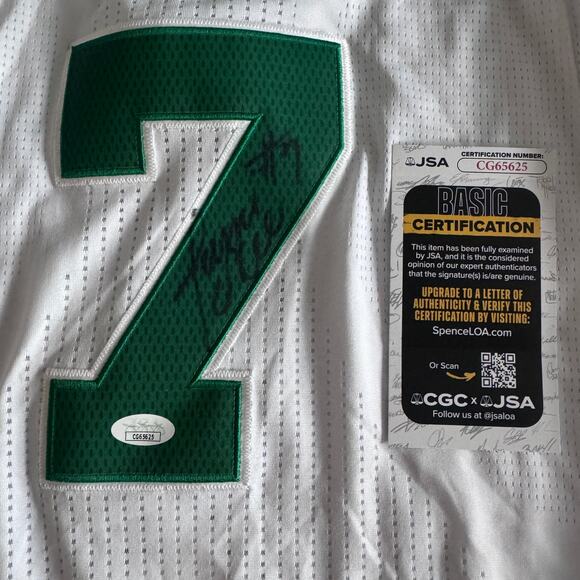 7
JSA
CERTIFICATION NUMBER:
CG65625
BASIC
CERTIFICATION
This item has been fully examined
by JSA, and it is the considered
opinion of our expert authenticators
that the signature(s) is/are genuine.
UPGRADE TO A LETTER OF
AUTHENTICITY & VERIFY THIS
CERTIFICATION BY VISITING:
SpenceLOA.com
Or Scan
CGC x JSA
Follow us at @jsaloa
CG65625